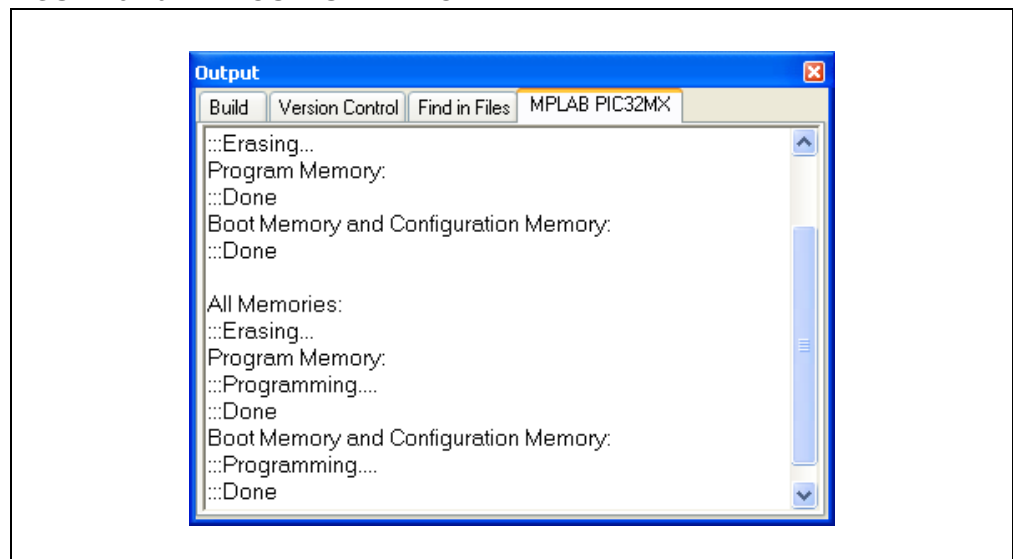 Output
Build Version Control Find in Files MPLAB PIC32MX
:::Erasing...
Program Memory:
:::Done
Boot Memory and Configuration Memory:
:::Done
All Memories:
:::Erasing...
Program Memory:
:::Programming....
:::Done
Boot Memory and Configuration Memory:
:::Programming....
:::Done